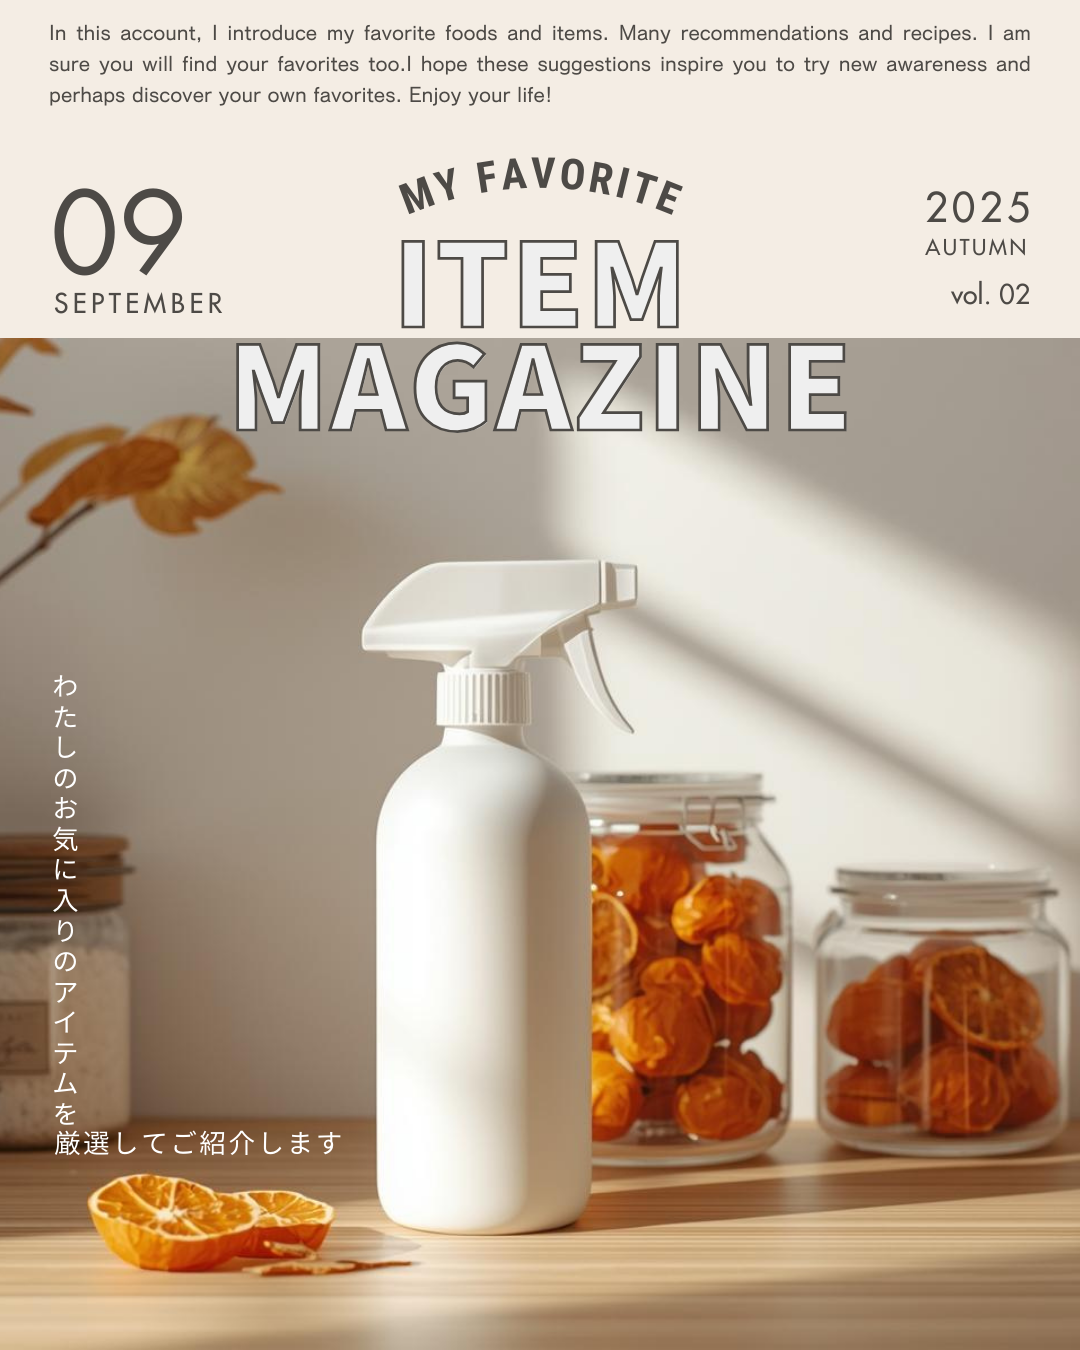 In this account, I introduce my favorite foods and items. Many recommendations and recipes. I am
sure you will find your favorites too.I hope these suggestions inspire you to try new awareness and
perhaps discover your own favorites. Enjoy your life!
09
SEPTEMBER
MY FAVORITE
ITEM
MAGAZINE
2025
AUTUMN
vol. 02
わたしのお気に入りのアイテムを
厳選してご紹介します